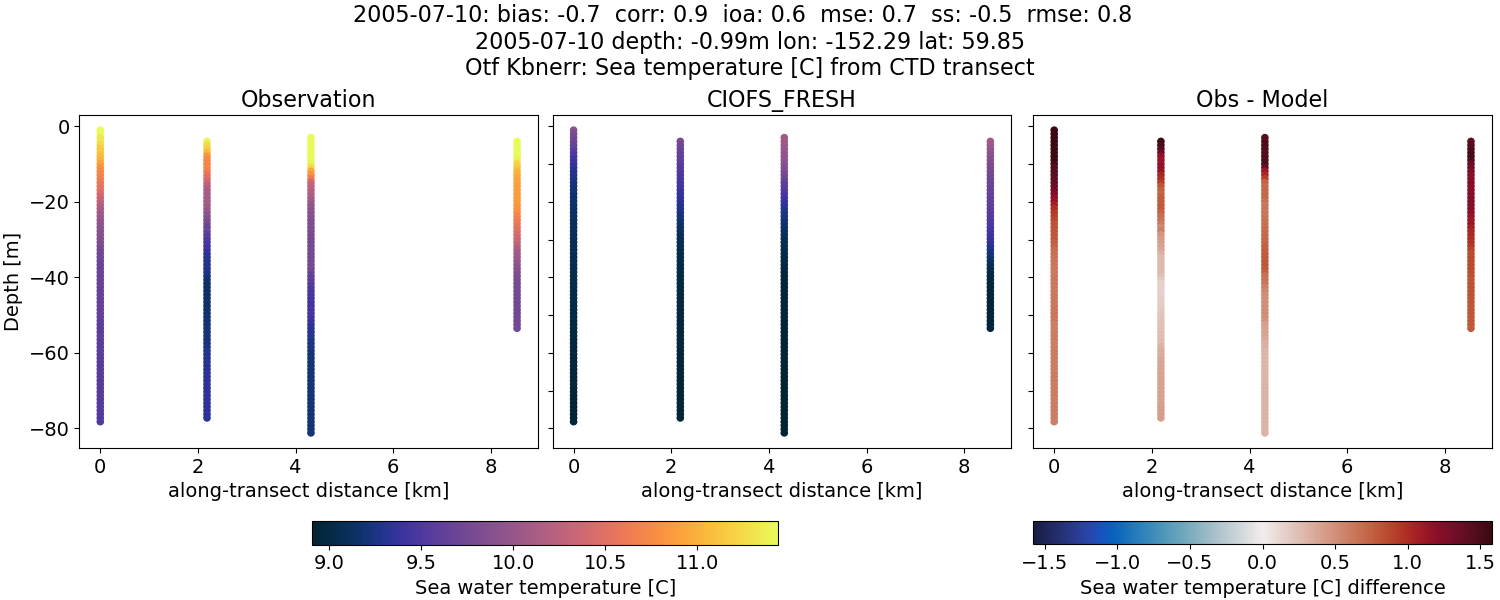 2005-07-10: bias: -0.7  corr: 0.9  ioa: 0.6  mse: 0.7  ss: -0.5  rmse: 0.8
2005-07-10 depth: -0.99m lon: -152.29 lat: 59.85
Otf Kbnerr: Sea temperature [C] from CTD transect
Observation
CIOFS_FRESH
Obs - Model
Depth [m]
0
−20
−40
−60
−80
0 2 4 6 8
0 2 4 6 8
0 2 4 6 8
along-transect distance [km]
along-transect distance [km]
along-transect distance [km]
9.0 9.5 10.0 10.5 11.0
Sea water temperature [C]
−1.5 −1.0 −0.5 0.0 0.5 1.0 1.5
Sea water temperature [C] difference